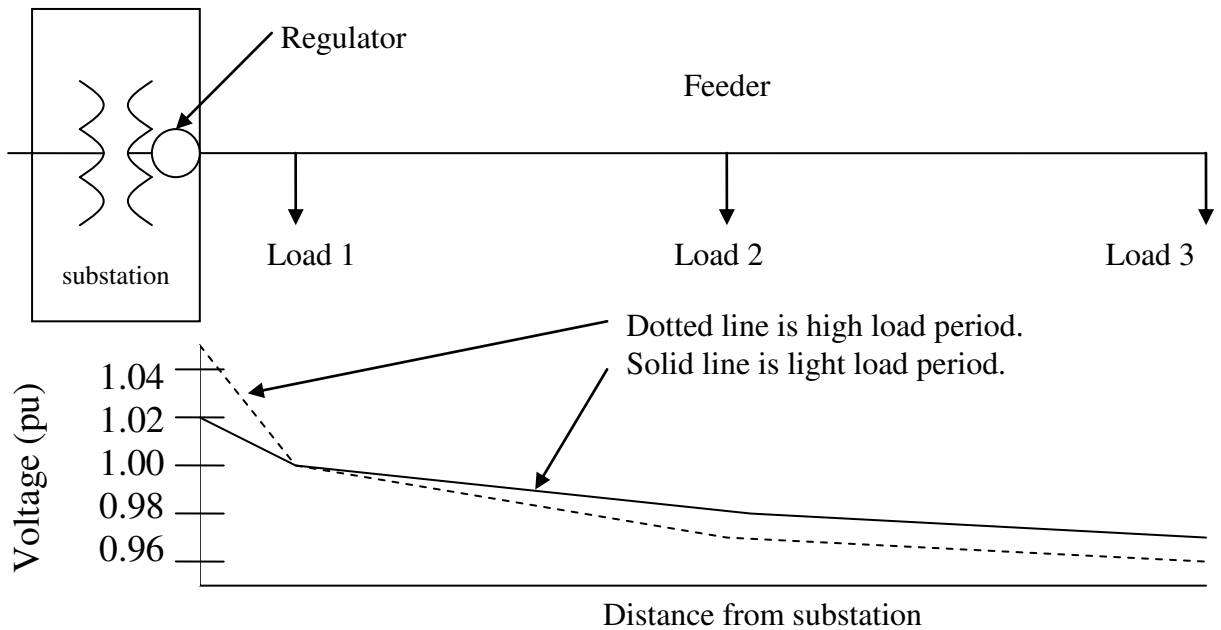 Regulator
Feeder
Load 1
Load 2
Load 3
substation
Dotted line is high load period.
Solid line is light load period.
Voltage (pu)
1.04
1.02
1.00
0.98
0.96
Distance from substation